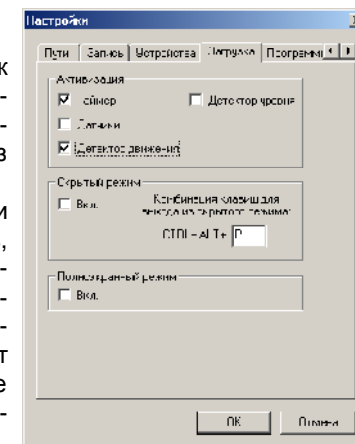 Настройки
Пути Запись Устройства Загрузка Программы
Активизация
Таймер Детектор уровня
Датчики
Детектор движения
Скрытый режим
Вкл. Комбинация клавиш для
выхода из скрытого режима:
CTRL + ALT +
Полноэкранный режим
Вкл.
OK Отмена